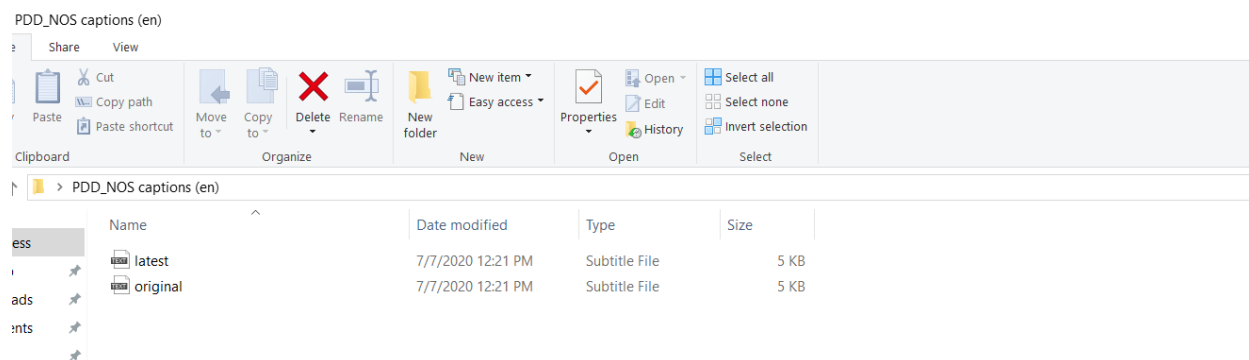 PDD_NOS captions (en)
Share View
Cut
Copy path
Paste shortcut
Paste
Move to
Copy to
Delete
Rename
New folder
New item
Easy access
Properties
Open
Edit
History
Select all
Select none
Invert selection
Clipboard Organize New Open Select
PDD_NOS captions (en)
Name Date modified Type Size
latest 7/7/2020 12:21 PM Subtitle File 5 KB
original 7/7/2020 12:21 PM Subtitle File 5 KB
ess
ads
ents